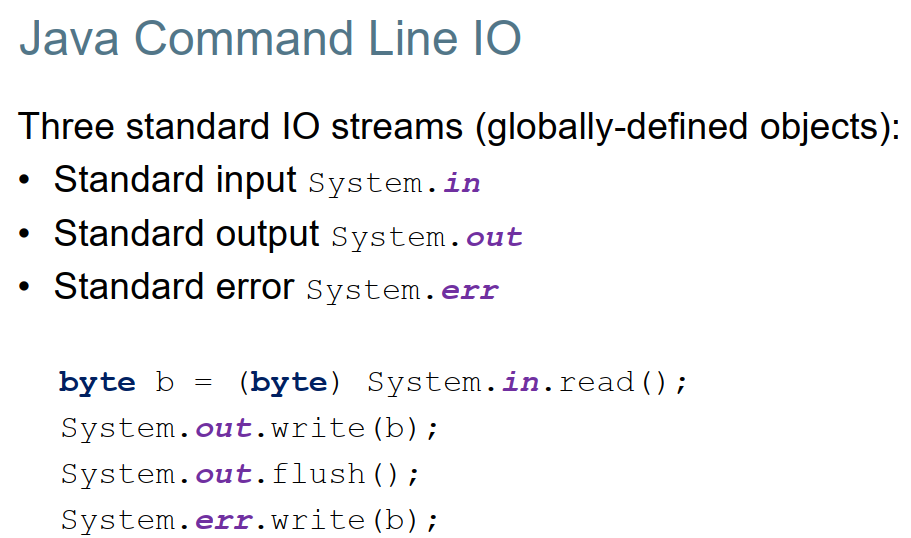 Java Command Line IO
Three standard IO streams (globally-defined objects):
• Standard input System.in
• Standard output System.out
• Standard error System.err
byte b = (byte) System.in.read();
System.out.write(b);
System.out.flush();
System.err.write(b);